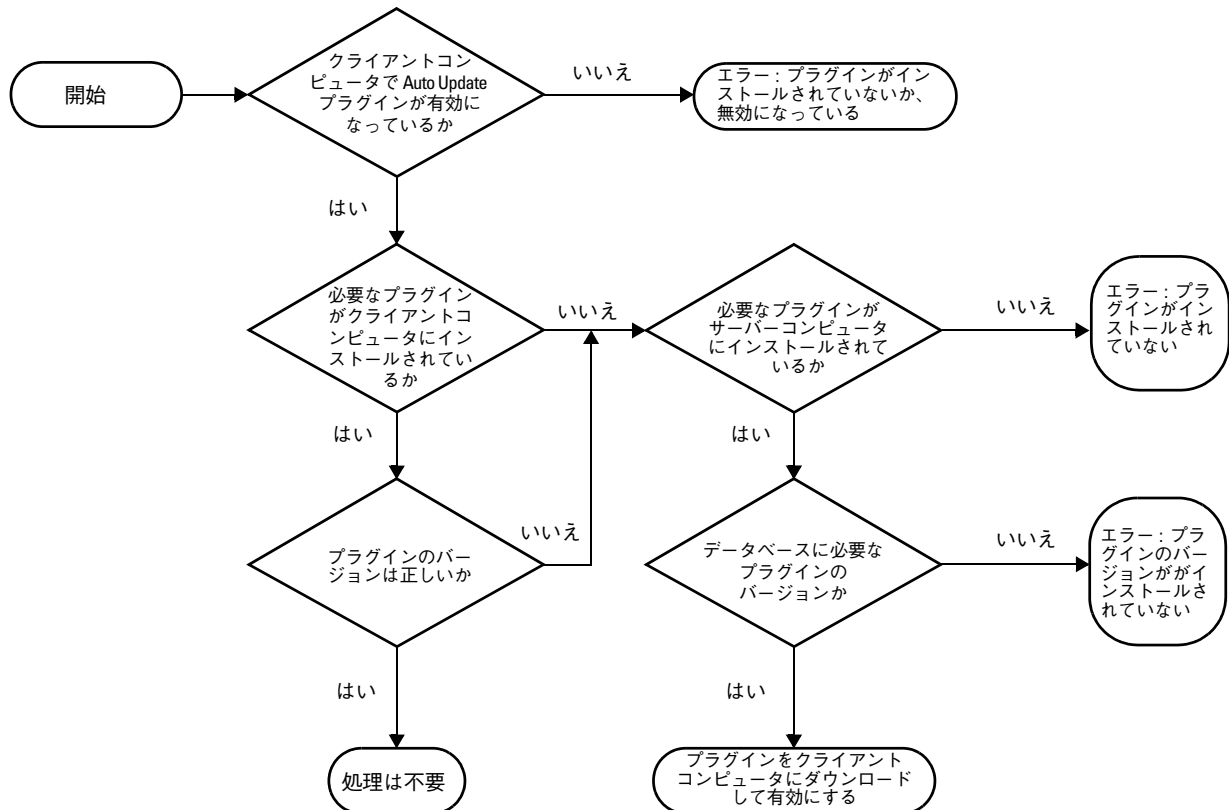 開始
クライアントコン
ピュータで Auto Update
プラグインが有効に
なっているか
いいえ
エラー : プラグインがイン
ストールされていないか、
無効になっている
はい
必要なプラグイン
がクライアントコ
ンピュータにイン
ストールされてい
るか
いいえ
必要なプラグインが
サーバーコンピュータ
にインストールされて
いるか
いいえ
エラー : プラ
グインがイン
ストールされ
ていない
はい
はい
プラグインのバー
ジョンは正しいか
いいえ
データベースに必要な
プラグインの
バージョンか
いいえ
エラー : プラ
グインのバー
ジョンががイ
ンストールさ
れていない
はい
はい
処理は不要
プラグインをクライアント
コンピュータにダウンロード
して有効にする